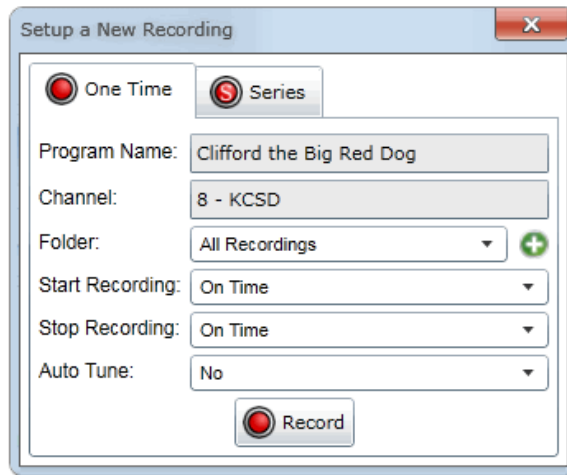 Setup a New Recording
One Time
S Series
Program Name: Clifford the Big Red Dog
Channel: 8 - KCSD
Folder: All Recordings
Start Recording: On Time
Stop Recording: On Time
Auto Tune: No
Record